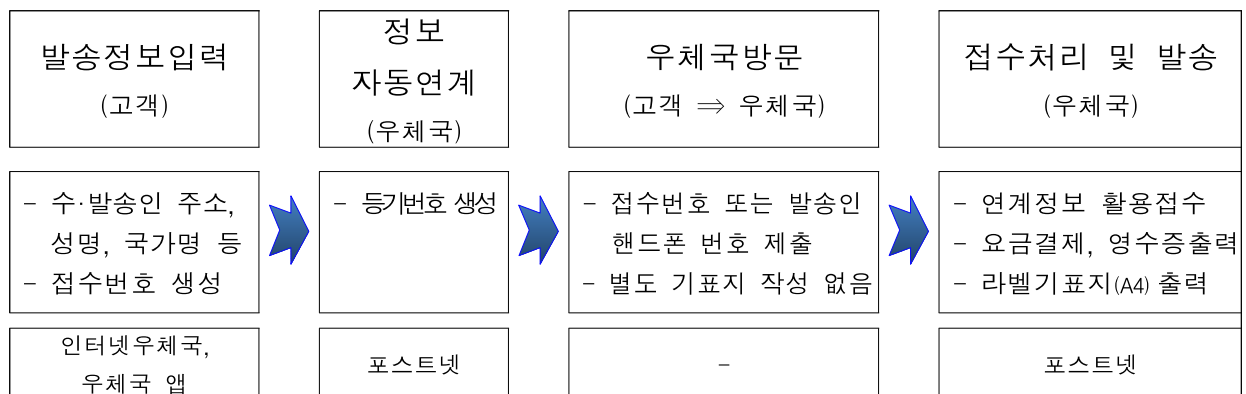 발송정보입력
(고객)
정보
자동연계
(우체국)
우체국방문
(고객 ⇒ 우체국)
접수처리 및 발송
(우체국)
- 수·발송인 주소,
성명, 국가명 등
- 접수번호 생성
- 등기번호 생성
- 접수번호 또는 발송인
핸드폰 번호 제출
- 별도 기표지 작성 없음
- 연계정보 활용접수
- 요금결제, 영수증출력
- 라벨기표지(A4) 출력
인터넷우체국,
우체국 앱
포스트넷
-
포스트넷